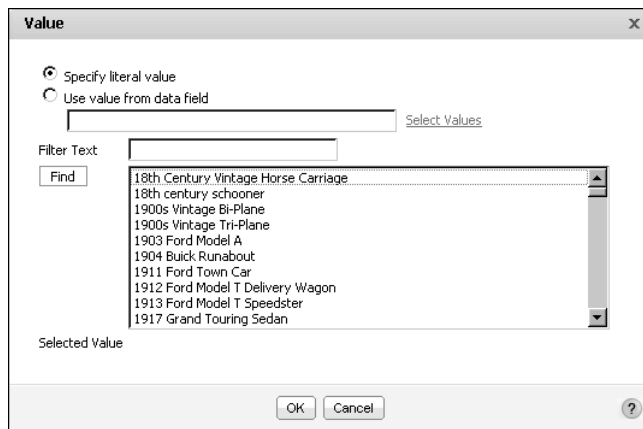 Value x
Specify literal value
Use value from data field
Select Values
Filter Text
Find
18th Century Vintage Horse Carriage
18th century schooner
1900s Vintage Bi-Plane
1900s Vintage Tri-Plane
1903 Ford Model A
1904 Buick Runabout
1911 Ford Town Car
1912 Ford Model T Delivery Wagon
1913 Ford Model T Speedster
1917 Grand Touring Sedan
Selected Value
OK Cancel ?